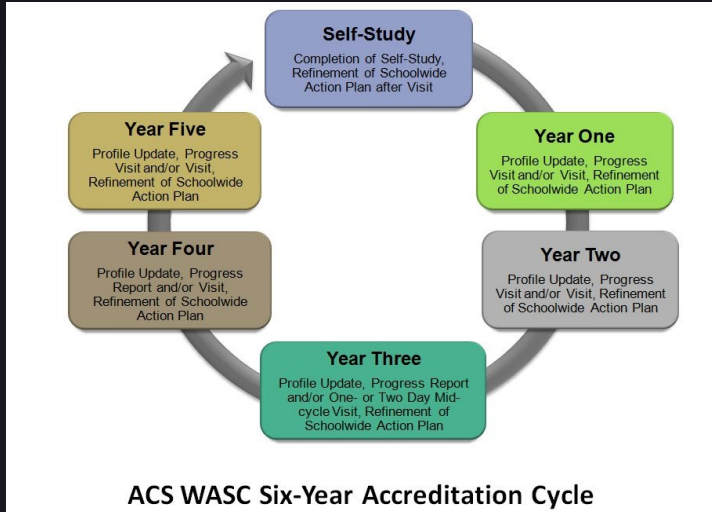 Self-Study
Completion of Self-Study,
Refinement of Schoolwide
Action Plan after Visit
Year One
Profile Update, Progress
Visit and/or Visit, Refinement
of Schoolwide Action Plan
Year Two
Profile Update, Progress
Visit and/or Visit, Refinement
of Schoolwide Action Plan
Year Three
Profile Update, Progress Report
and/or One- or Two Day Mid-
cycle Visit, Refinement of
Schoolwide Action Plan
Year Four
Profile Update, Progress
Report and/or Visit,
Refinement of Schoolwide
Action Plan
Year Five
Profile Update, Progress
Visit and/or Visit,
Refinement of Schoolwide
Action Plan
ACS WASC Six-Year Accreditation Cycle